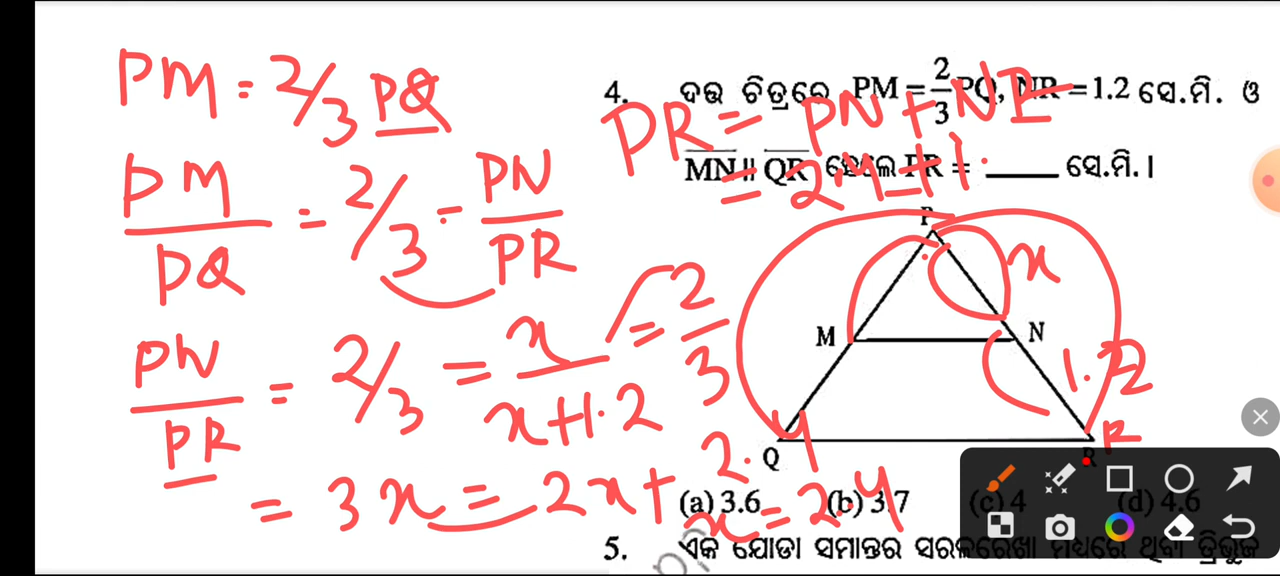 PM = 2/3 PQ
4. ଦତ୍ତ ଚିତ୍ରରେ PM = 2/3 PQ, NR = 1.2 ସେ.ମି. ଓ
PR = PN + NR
MN || QR ହେଲେ PR = ____ ସେ.ମି.।
= 2.4 + 1.
PM/PQ = 2/3 = PN/PR
P
x
M
N
1.2
PN/PR = 2/3 = x/x+1.2 = 2/3
Q
R
R
= 3x = 2x + 2.4
x = 2.4
(a) 3.6 (b) 3.7 (c) 4 (d) 4.6
5. ଏକ ଯୋଡା ସମାନ୍ତର ସରଳରେଖା ମଧ୍ୟରେ ଥିବା ତ୍ରିଭୁଜ